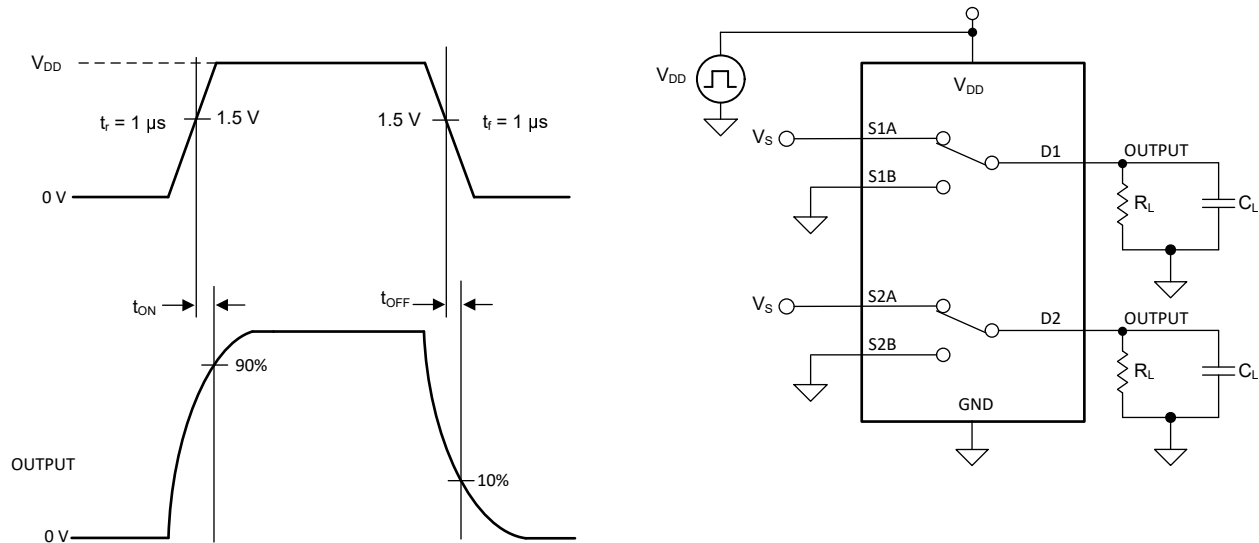 V_DD
t_r = 1 µs
1.5 V
1.5 V
t_f = 1 µs
0 V
t_ON
t_OFF
90%
10%
OUTPUT
0 V
V_DD
V_DD
V_S
S1A
D1
OUTPUT
S1B
R_L
C_L
V_S
S2A
D2
OUTPUT
S2B
R_L
C_L
GND